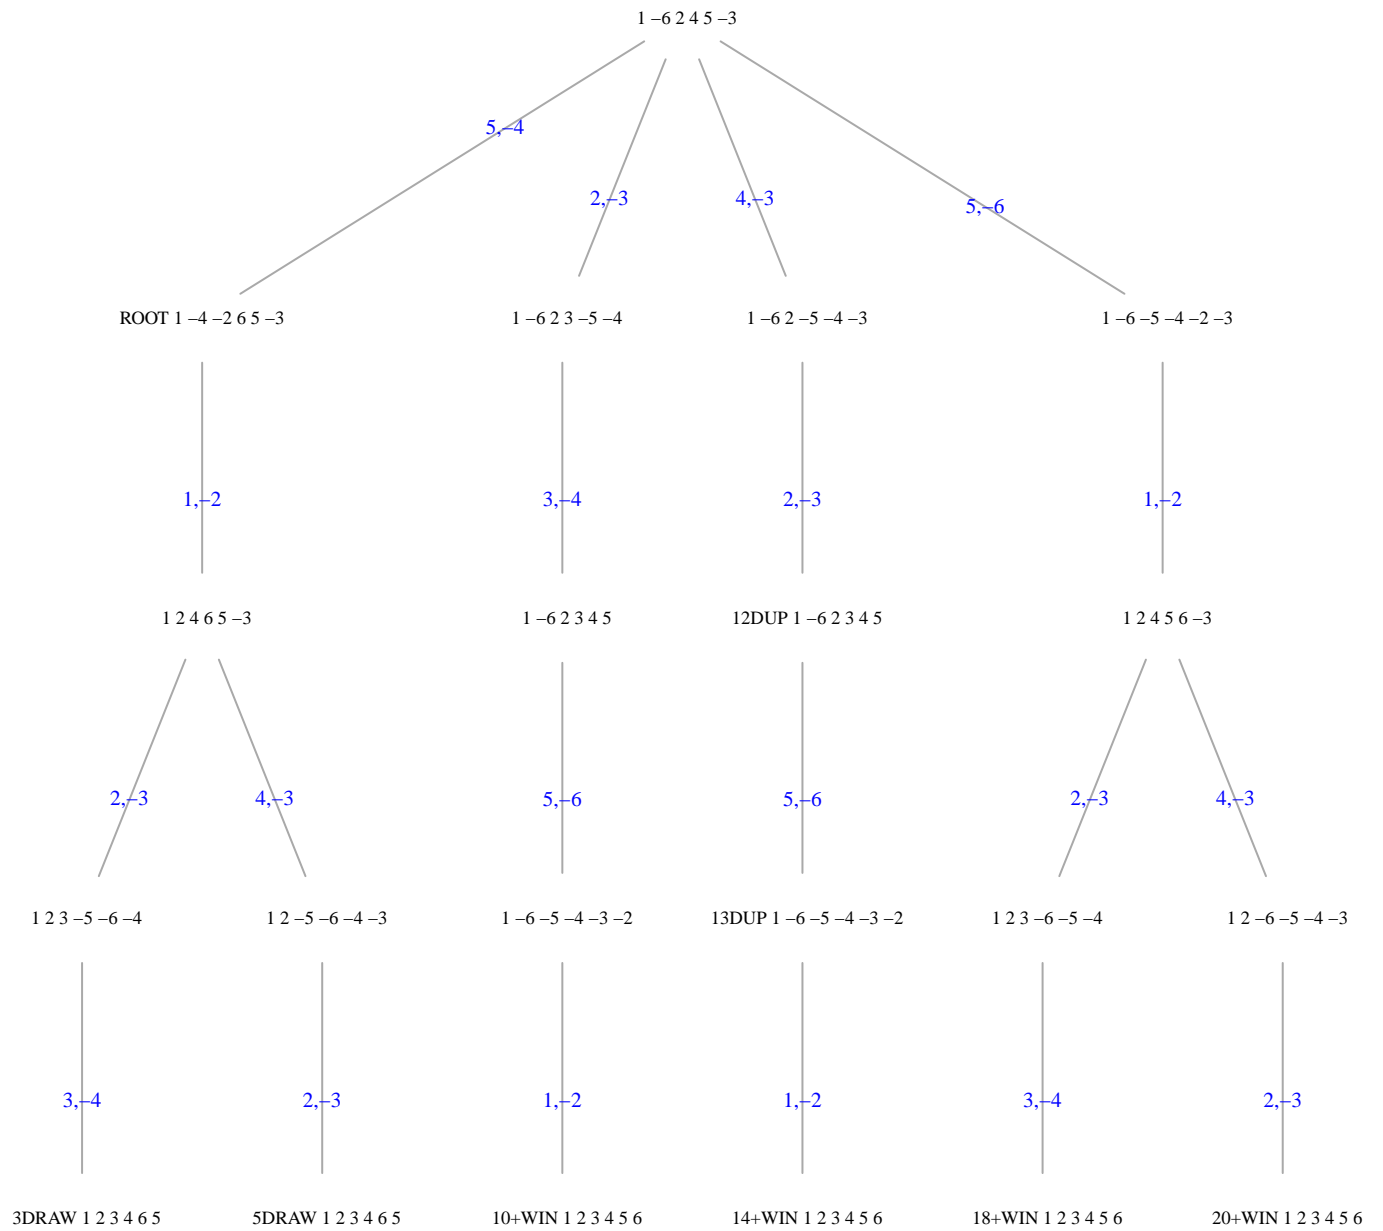 1 –6 2 4 5 –3
5,–4
2,–3
4,–3
5,–6
ROOT 1 –4 –2 6 5 –3
1 –6 2 3 –5 –4
1 –6 2 –5 –4 –3
1 –6 –5 –4 –2 –3
1,–2
3,–4
2,–3
1,–2
1 2 4 6 5 –3
1 –6 2 3 4 5
12DUP 1 –6 2 3 4 5
1 2 4 5 6 –3
2,–3
4,–3
5,–6
5,–6
2,–3
4,–3
1 2 3 –5 –6 –4
1 2 –5 –6 –4 –3
1 –6 –5 –4 –3 –2
13DUP 1 –6 –5 –4 –3 –2
1 2 3 –6 –5 –4
1 2 –6 –5 –4 –3
3,–4
2,–3
1,–2
1,–2
3,–4
2,–3
3DRAW 1 2 3 4 6 5
5DRAW 1 2 3 4 6 5
10+WIN 1 2 3 4 5 6
14+WIN 1 2 3 4 5 6
18+WIN 1 2 3 4 5 6
20+WIN 1 2 3 4 5 6